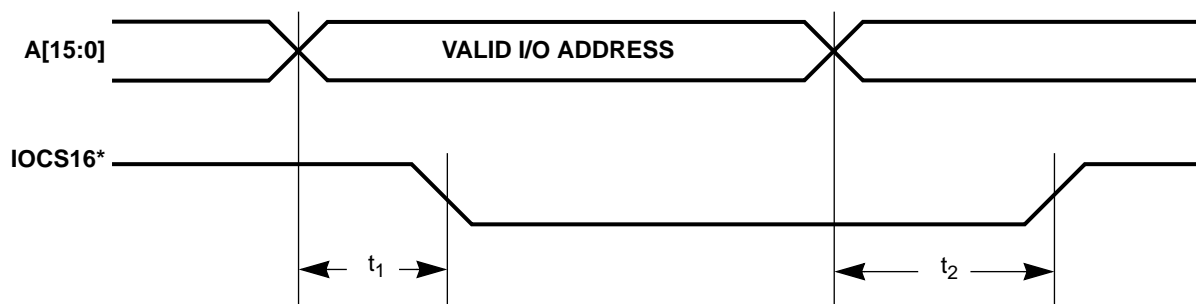 A[15:0] VALID I/O ADDRESS
IOCS16*
t₁ t₂